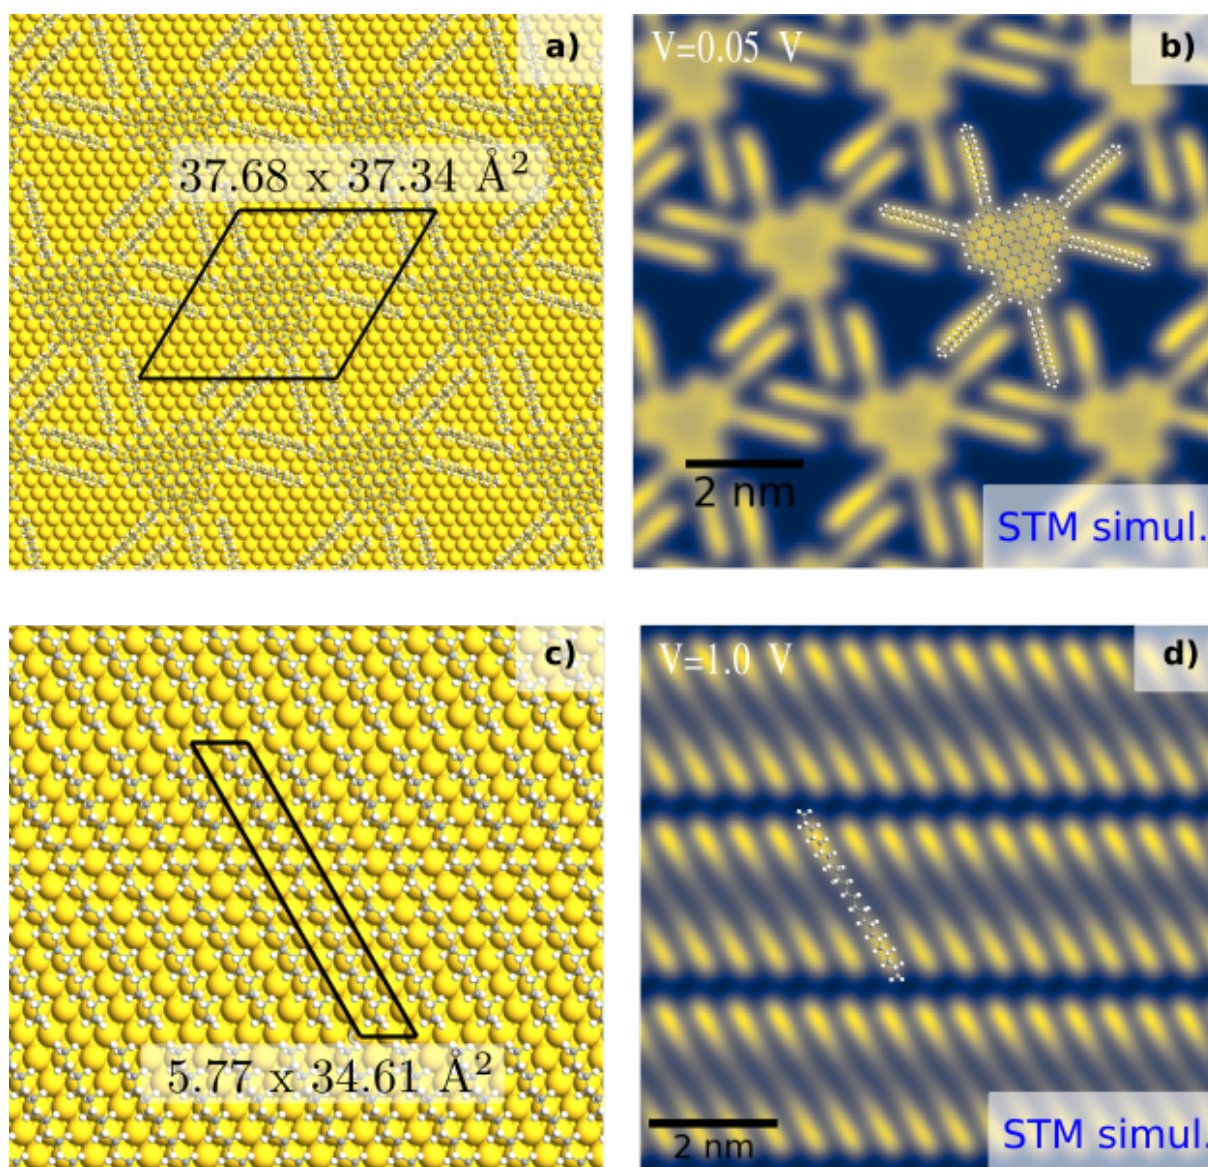 a)
37.68 x 37.34 Å²
V=0.05 V
b)
2 nm
STM simul.
c)
5.77 x 34.61 Å²
V=1.0 V
d)
2 nm
STM simul.